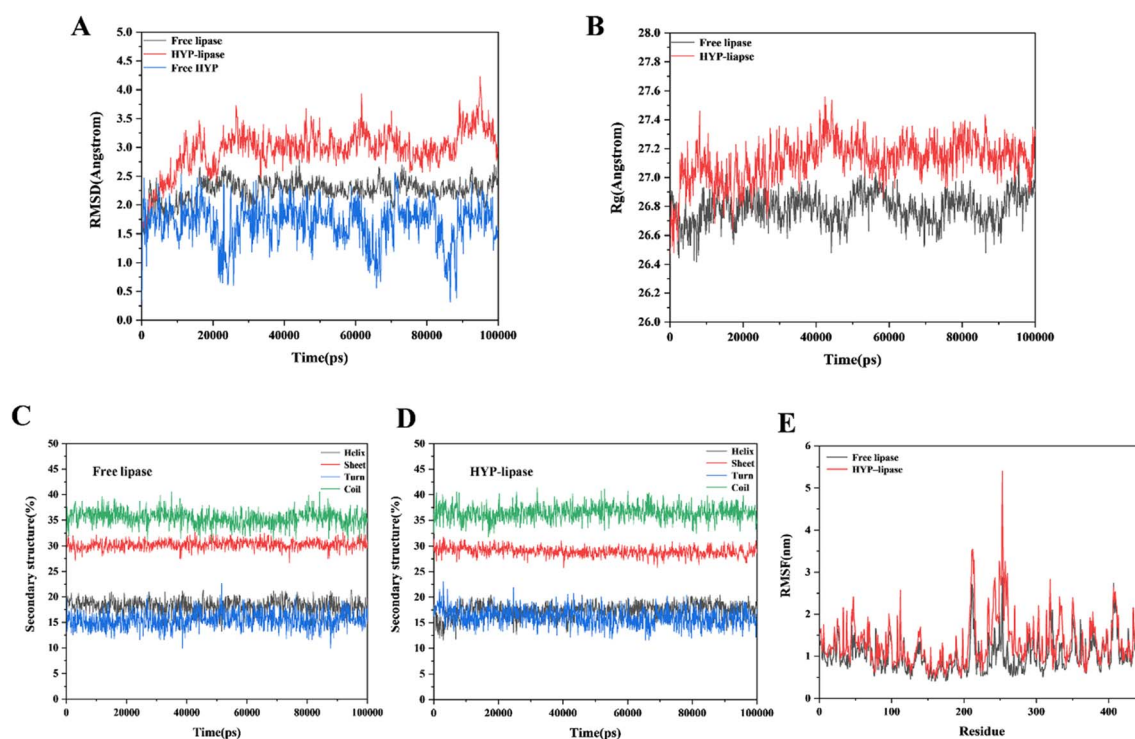 A
5.0
4.5
4.0
3.5
3.0
2.5
2.0
1.5
1.0
0.5
0.0
RMSD(Angstrom)
Free lipase
HYP-lipase
Free HYP
0 20000 40000 60000 80000 100000
Time(ps)
B
28.0
27.8
27.6
27.4
27.2
27.0
26.8
26.6
26.4
26.2
26.0
Rg(Angstrom)
Free lipase
HYP-liapse
0 20000 40000 60000 80000 100000
Time(ps)
C
50
45
40
35
30
25
20
15
10
5
0
Secondary structure(%)
Free lipase
Helix
Sheet
Turn
Coil
0 20000 40000 60000 80000 100000
Time(ps)
D
50
45
40
35
30
25
20
15
10
5
0
Secondary structure(%)
HYP-lipase
Helix
Sheet
Turn
Coil
0 20000 40000 60000 80000 100000
Time(ps)
E
6
5
4
3
2
1
0
RMSF(nm)
Free lipase
HYP-lipase
0 100 200 300 400
Residue